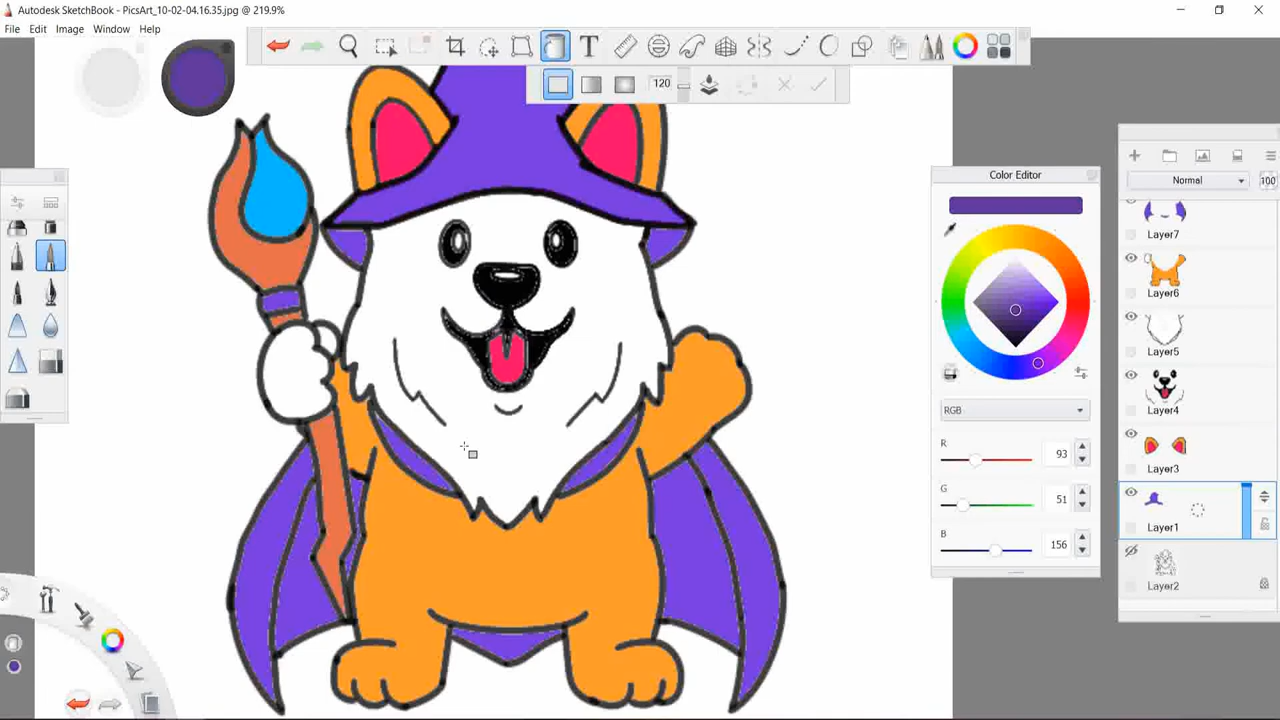 Autodesk SketchBook - PicsArt_10-02-04.16.35.jpg @ 219.9%
File Edit Image Window Help
T
120
Color Editor
RGB
R 93
G 51
B 156
Normal 100
Layer7
Layer6
Layer5
Layer4
Layer3
Layer1
Layer2